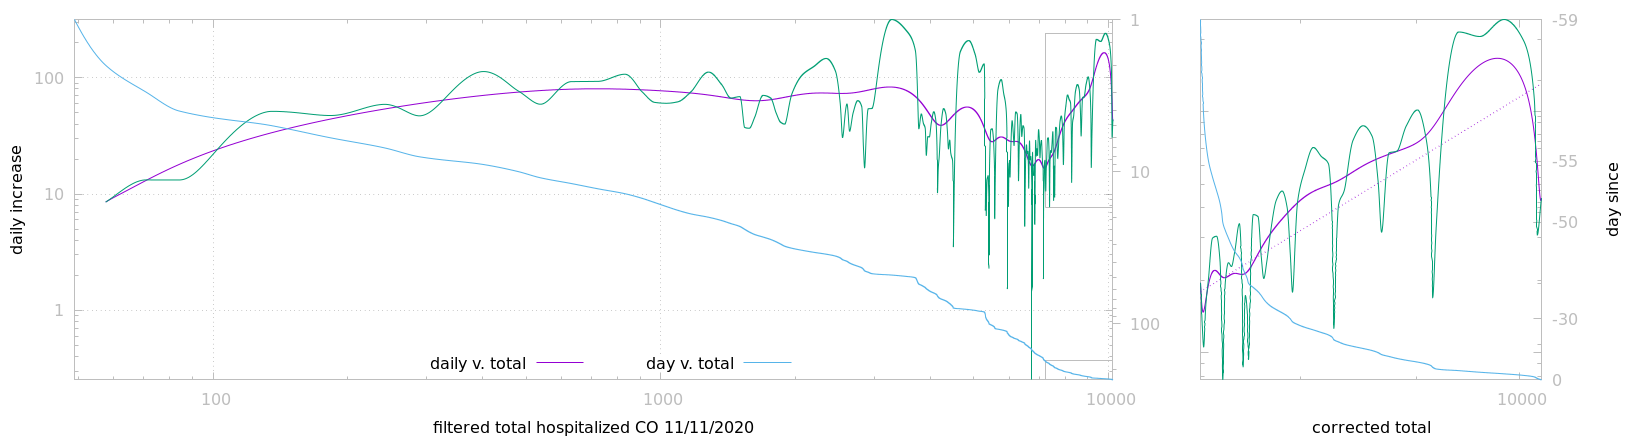 daily increase
100
10
1
100
1000
10000
1
10
100
daily v. total
day v. total
filtered total hospitalized CO 11/11/2020
-59
-55
-50
-30
0
day since
10000
corrected total